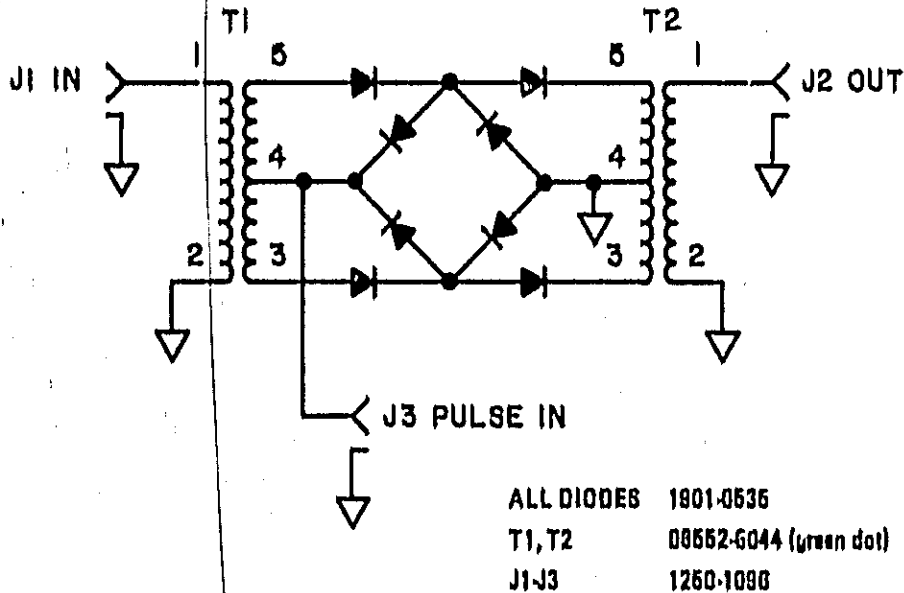 T1 T2
1 5 5 1
J1 IN J2 OUT
4 4
2 3 3 2
J3 PULSE IN
ALL DIODES 1901-0535
T1, T2 08552-6044 (green dot)
J1-J3 1250-1096